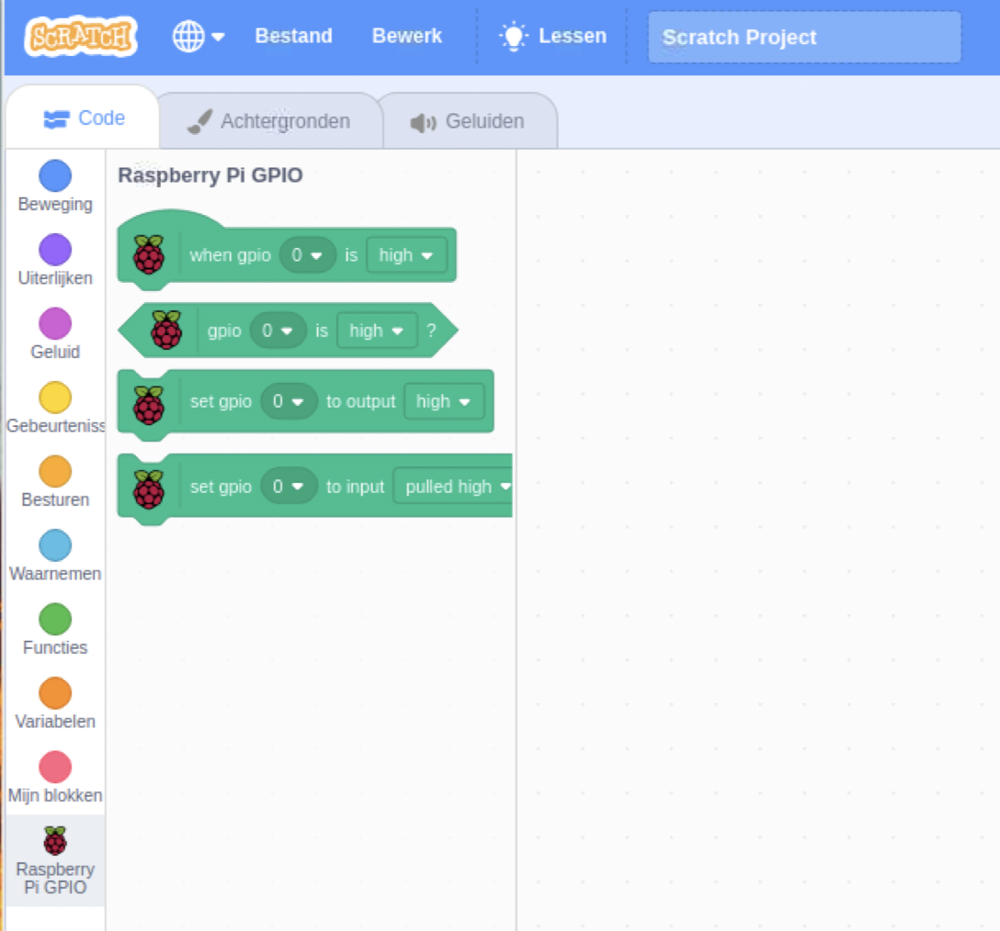 SCRATCH Bestand Bewerk Lessen Scratch Project
Code Achtergronden Geluiden
Beweging
Uiterlijken
Geluid
Gebeurteniss
Besturen
Waarnemen
Functies
Variabelen
Mijn blokken
Raspberry
Pi GPIO
Raspberry Pi GPIO
when gpio 0 is high
gpio 0 is high ?
set gpio 0 to output high
set gpio 0 to input pulled high